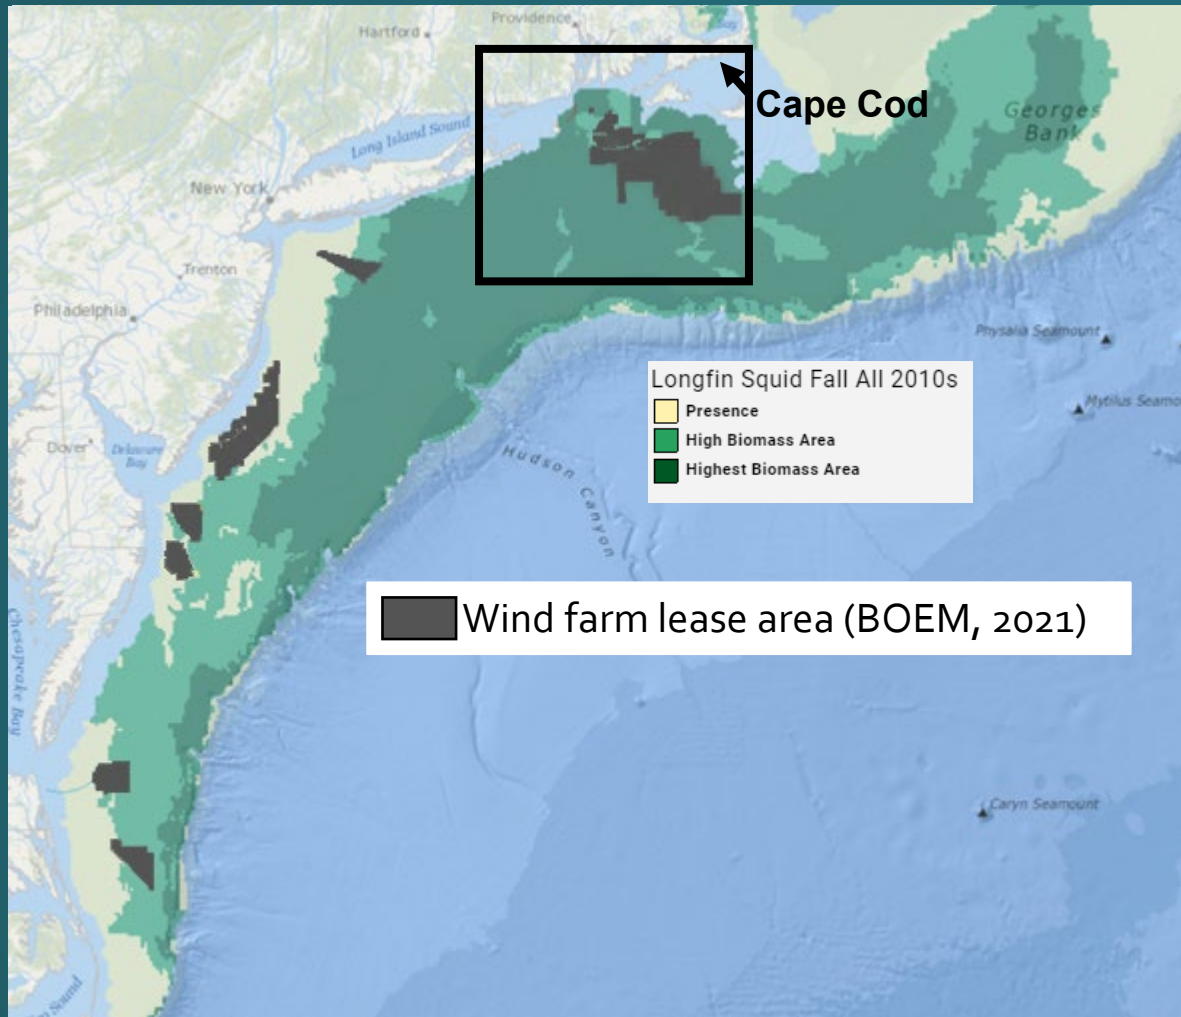 Providence
Hartford
Cape Cod
Georges
Bank
Long Island Sound
New York
Trenton
Philadelphia
Physalia Seamount
Longfin Squid Fall All 2010s
Presence
High Biomass Area
Highest Biomass Area
Mytilus Seamo
Dover
Delaware
Bay
Hudson Canyon
Wind farm lease area (BOEM, 2021)
Chesapeake Bay
Caryn Seamount
Sound